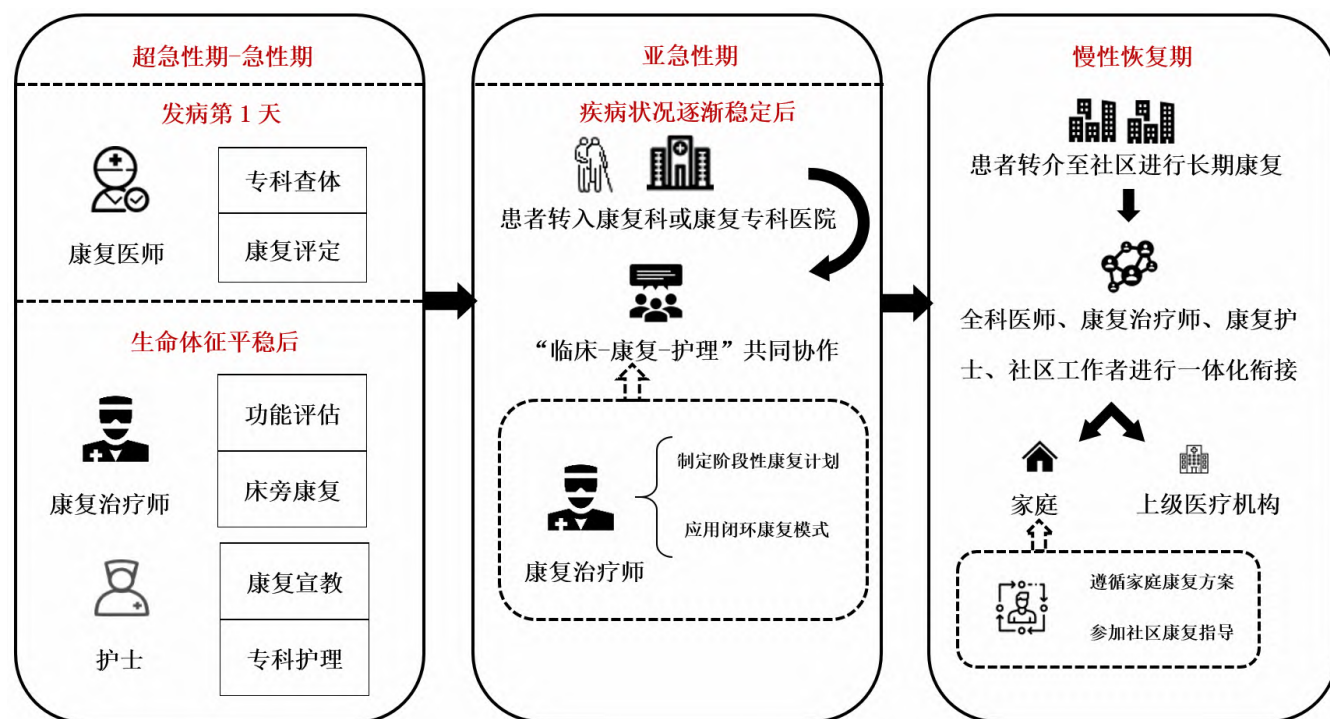 超急性期-急性期
发病第 1 天
专科查体
康复医师
康复评定
生命体征平稳后
功能评估
康复治疗师
床旁康复
康复宣教
护士
专科护理
亚急性期
疾病状况逐渐稳定后
患者转入康复科或康复专科医院
“临床-康复-护理”共同协作
制定阶段性康复计划
应用闭环康复模式
康复治疗师
慢性恢复期
患者转介至社区进行长期康复
全科医师、康复治疗师、康复护
士、社区工作者进行一体化衔接
家庭
上级医疗机构
遵循家庭康复方案
参加社区康复指导